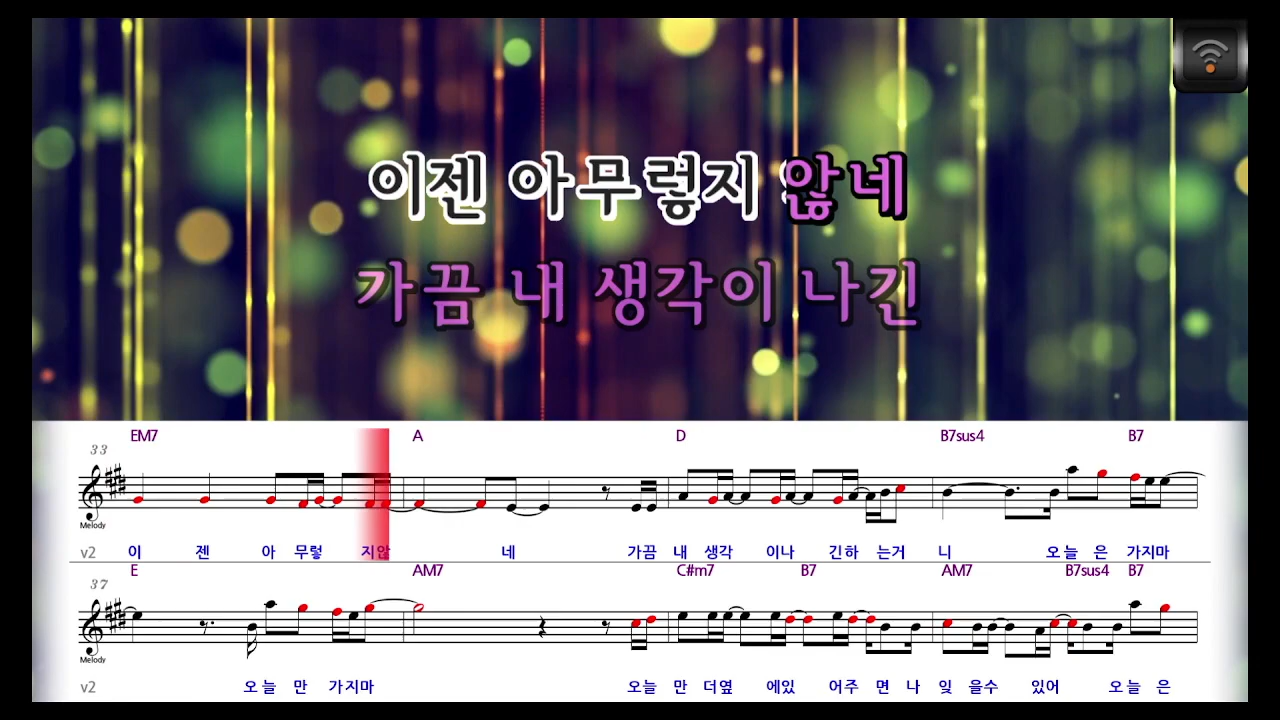 이젠 아무렇지 않네
가끔 내 생각이 나긴
EM7 A D B7sus4 B7
33
Melody
v2 이 젠 아 무렇 지않 네 가끔 내 생각 이나 긴하 는거 니 오늘 은 가지마
E AM7 C#m7 B7 AM7 B7sus4 B7
37
Melody
v2 오늘 만 가지마 오늘 만 더옆 에있 어주 면 나 잊 을수 있어 오늘 은